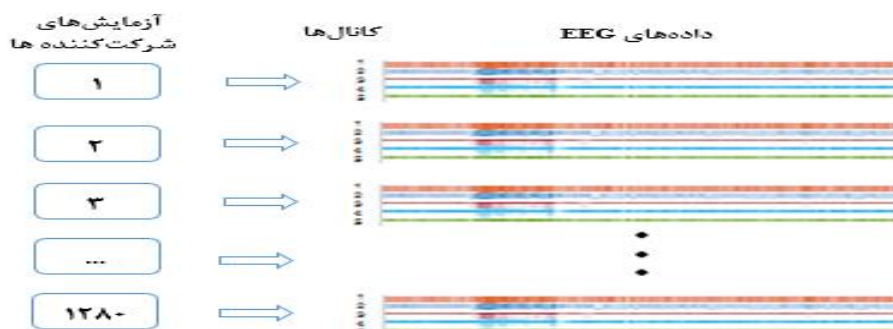 آزمایش‌های
شرکت‌کننده ها
کانال‌ها
داده‌های EEG
۱
۲
۳
...
۱۲۸۰